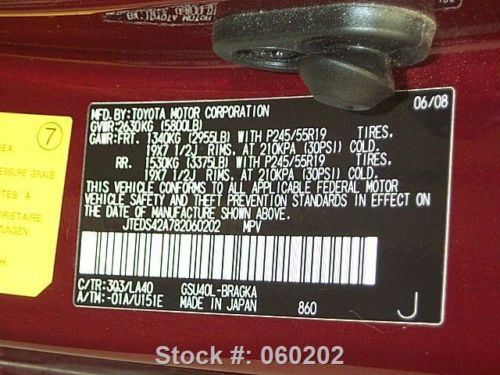 7
ESSURE GRAVE
MFD. BY: TOYOTA MOTOR CORPORATION 06/08
GVWR: 2630KG (5800LB)
GAWR: FRT. 1340KG (2955LB) WITH P245/55R19 TIRES.
19X7 1/2J RIMS. AT 210KPA (30PSI) COLD.
RR. 1530KG (3375LB) WITH P245/55R19 TIRES.
19X7 1/2J RIMS. AT 210KPA (30PSI) COLD.
THIS VEHICLE CONFORMS TO ALL APPLICABLE FEDERAL MOTOR
VEHICLE SAFETY AND THEFT PREVENTION STANDARDS IN EFFECT
ON THE DATE OF MANUFACTURE SHOWN ABOVE.
JTEDS42A782060202 MPV
C/TR: 3Q3/LA40 GSU40L-BRAGKA
A/TM: -01A/U151E MADE IN JAPAN 860 J
Stock #: 060202